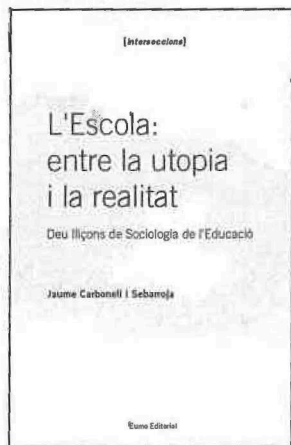 [interseccions]
L'Escola:
entre la utopia
i la realitat
Deu lliçons de Sociologia de l'Educació
Jaume Carbonell i Sebarroja
Eumo Editorial